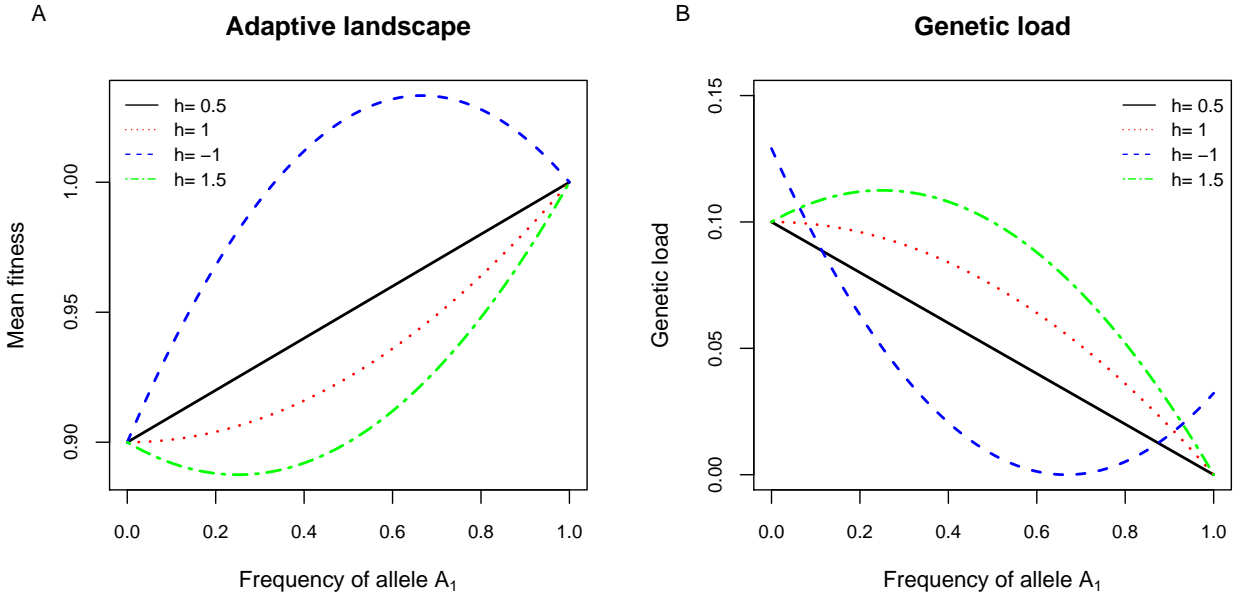 A
Adaptive landscape
h= 0.5
h= 1
h= −1
h= 1.5
Mean fitness
1.00
0.95
0.90
0.0 0.2 0.4 0.6 0.8 1.0
Frequency of allele A₁
B
Genetic load
h= 0.5
h= 1
h= −1
h= 1.5
Genetic load
0.15
0.10
0.05
0.00
0.0 0.2 0.4 0.6 0.8 1.0
Frequency of allele A₁